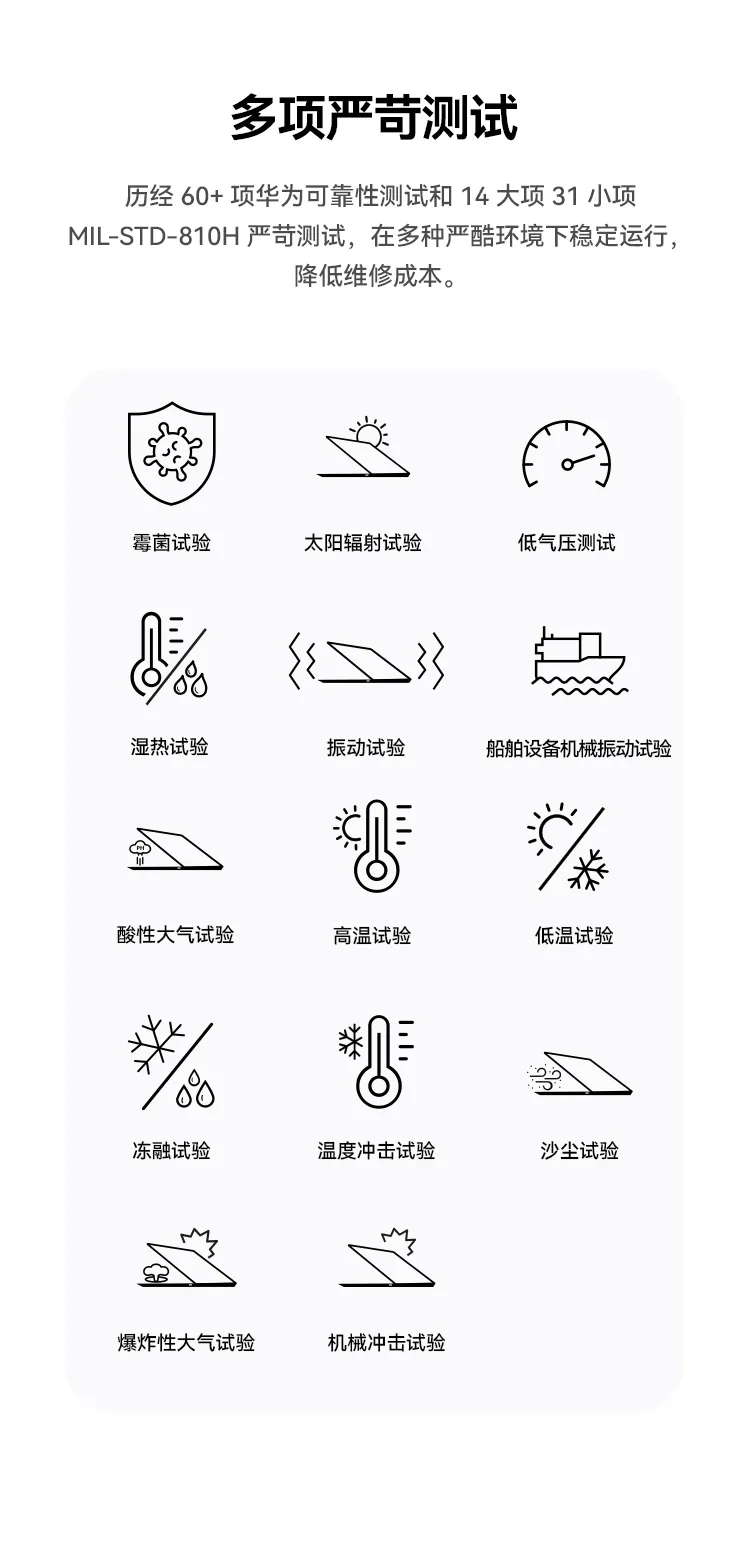 多项严苛测试
历经 60+ 项华为可靠性测试和 14 大项 31 小项
MIL-STD-810H 严苛测试，在多种严酷环境下稳定运行，
降低维修成本。
霉菌试验
太阳辐射试验
低气压测试
湿热试验
振动试验
船舶设备机械振动试验
PH
酸性大气试验
高温试验
低温试验
冻融试验
温度冲击试验
沙尘试验
爆炸性大气试验
机械冲击试验